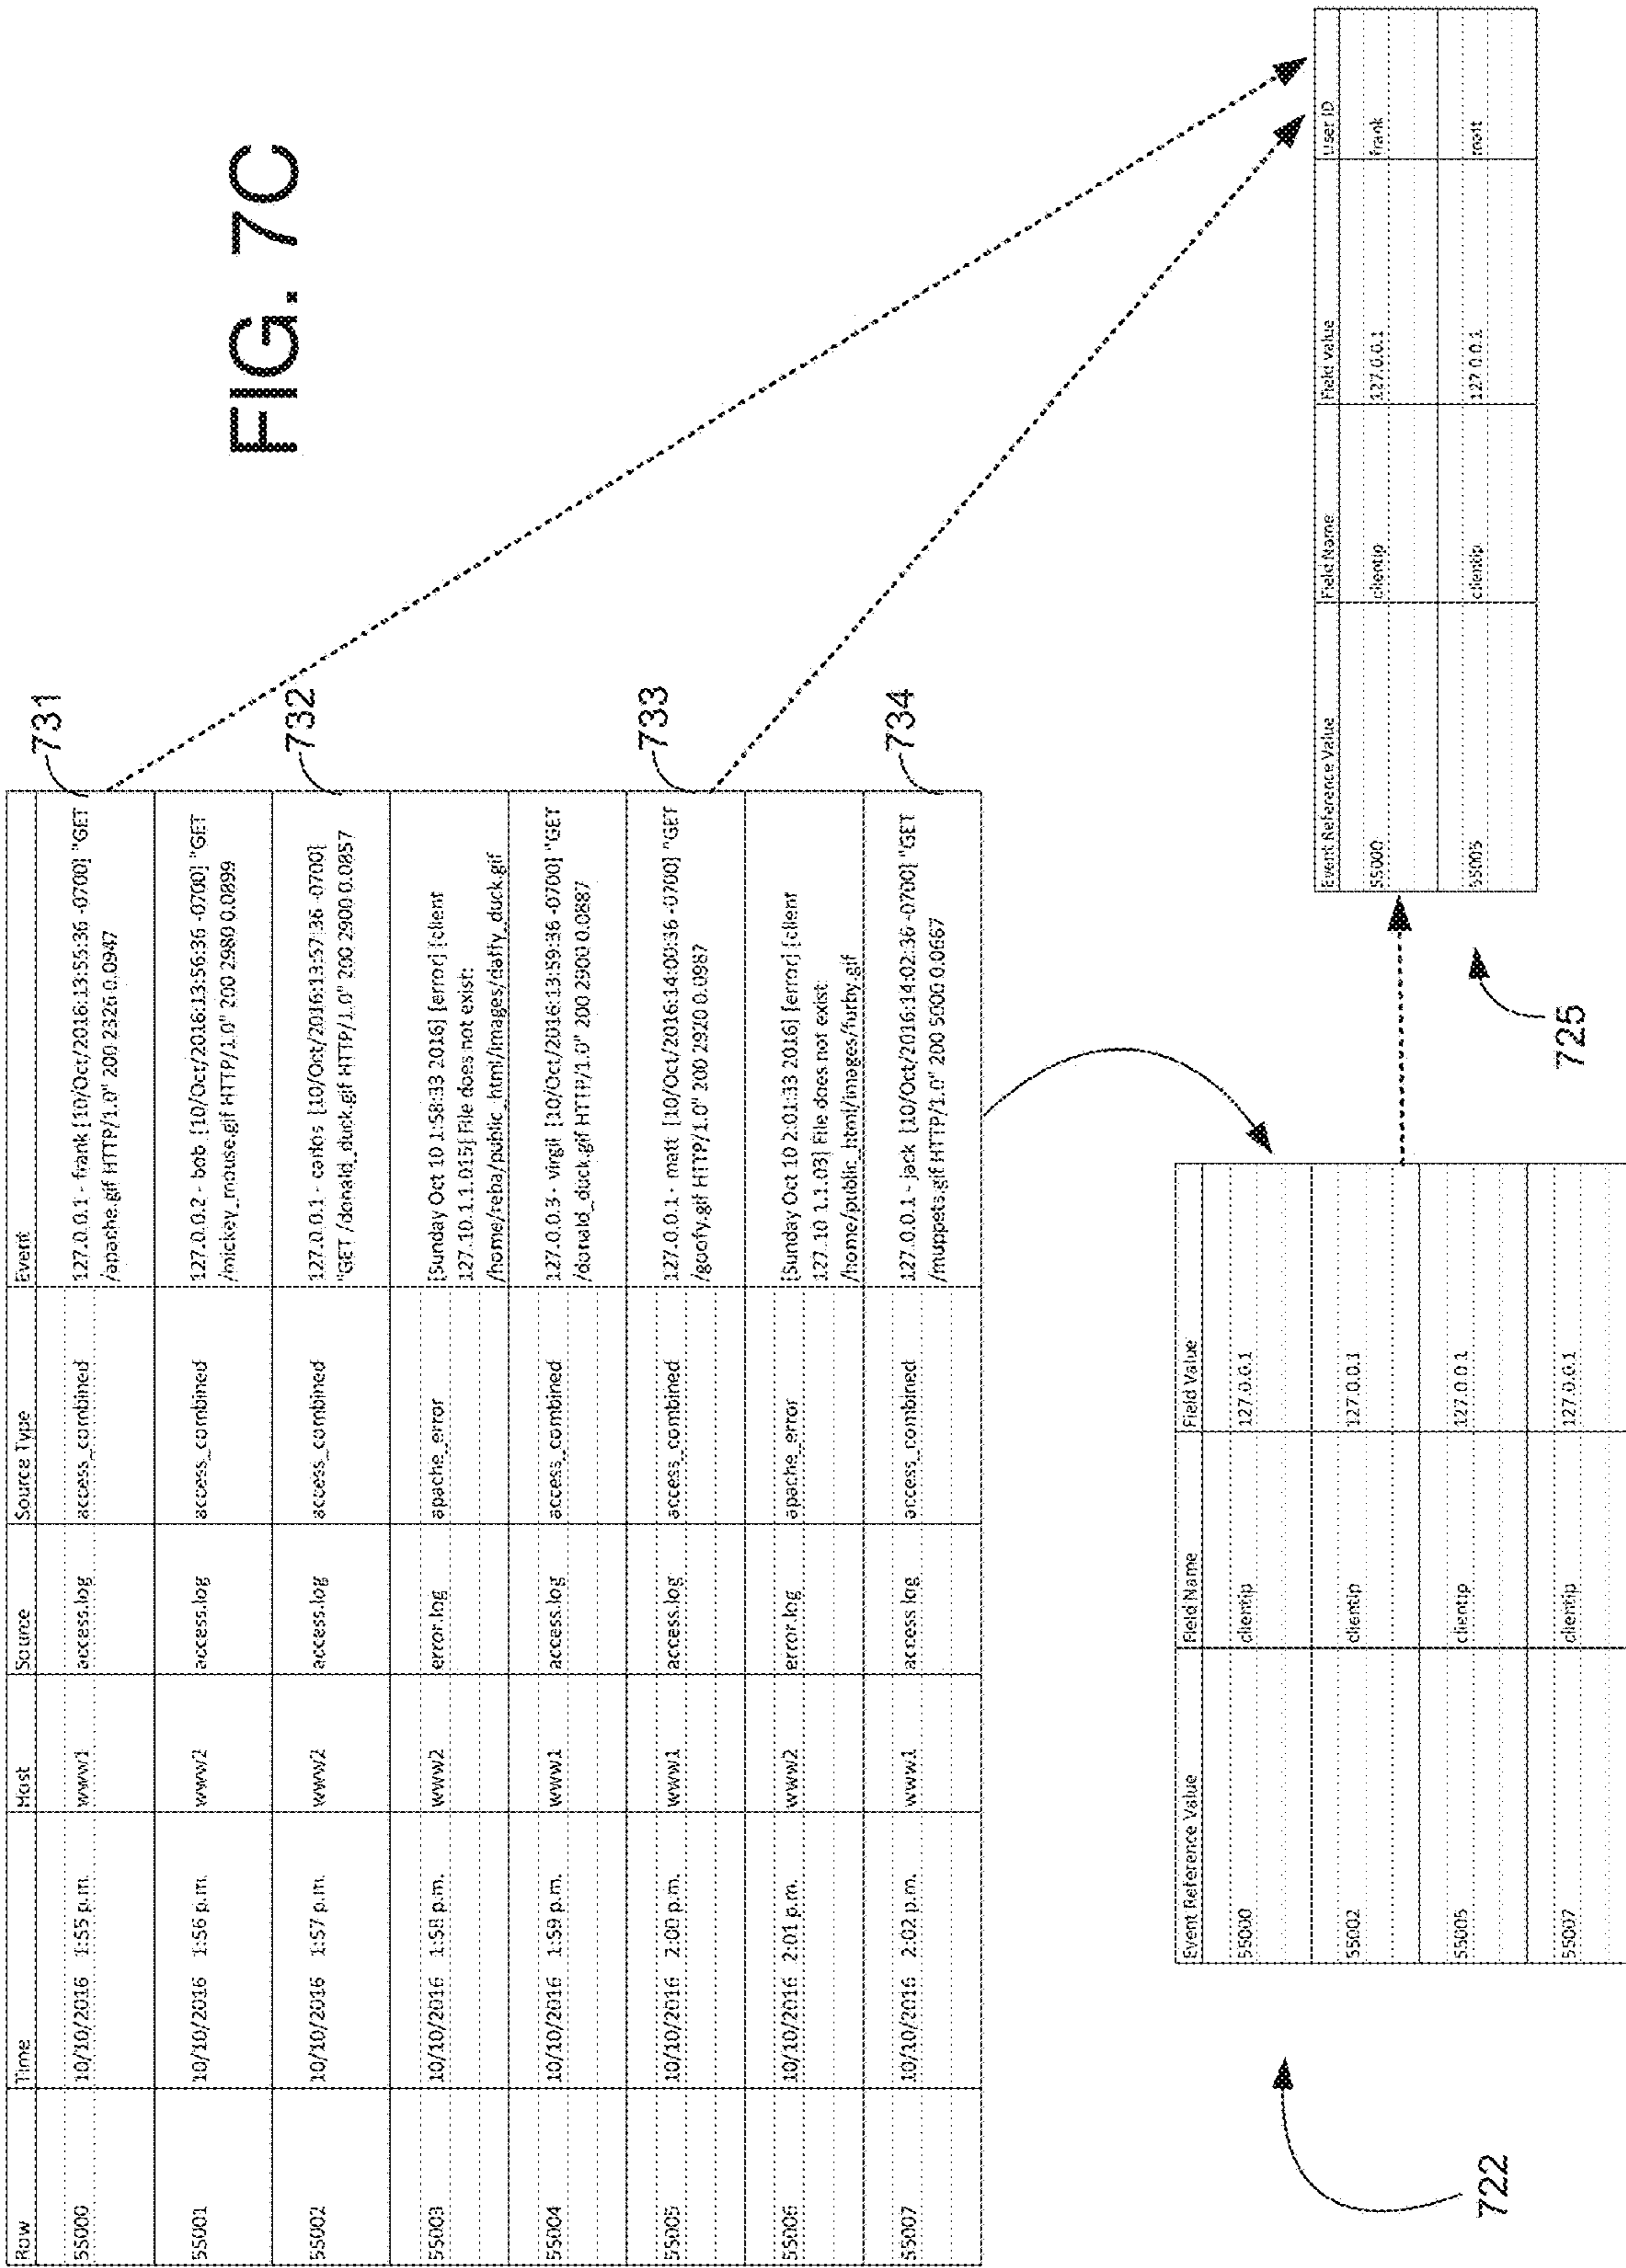 FIG. 7C
Row Time Host Source Source Type Event
55000 10/10/2016 1:55 p.m. www1 access.log access_combined 127.0.0.1 - frank [10/Oct/2016:13:55:36 -0700] "GET
/apache.gif HTTP/1.0" 200 2326 0.0947
731
55001 10/10/2016 1:56 p.m. www2 access.log access_combined 127.0.0.2 - bob [10/Oct/2016:13:56:36 -0700] "GET
/mickey_mouse.gif HTTP/1.0" 200 2980 0.0899
55002 10/10/2016 1:57 p.m. www2 access.log access_combined 127.0.0.1 - carlos [10/Oct/2016:13:57:36 -0700]
"GET /donald_duck.gif HTTP/1.0" 200 2900 0.0857
732
55003 10/10/2016 1:58 p.m. www2 error.log apache_error [Sunday Oct 10 1:58:33 2016] [error] [client
127.10.1.1.015] File does not exist:
/home/reba/public_html/images/daffy_duck.gif
55004 10/10/2016 1:59 p.m. www1 access.log access_combined 127.0.0.3 - virgil [10/Oct/2016:13:59:36 -0700] "GET
/donald_duck.gif HTTP/1.0" 200 2900 0.0887
55005 10/10/2016 2:00 p.m. www1 access.log access_combined 127.0.0.1 - matt [10/Oct/2016:14:00:36 -0700] "GET
/goofy.gif HTTP/1.0" 200 2920 0.0987
733
55006 10/10/2016 2:01 p.m. www2 error.log apache_error [Sunday Oct 10 2:01:33 2016] [error] [client
127.10.1.1.03] File does not exist:
/home/public_html/images/furby.gif
55007 10/10/2016 2:02 p.m. www1 access.log access_combined 127.0.0.1 - jack [10/Oct/2016:14:02:36 -0700] "GET
/muppets.gif HTTP/1.0" 200 5000 0.0667
734
722
Event Reference Value Field Name Field Value
55000 clientip 127.0.0.1
55002 clientip 127.0.0.1
55005 clientip 127.0.0.1
55007 clientip 127.0.0.1
725
Event Reference Value Field Name Field Value User ID
55000 clientip 127.0.0.1 frank
55005 clientip 127.0.0.1 matt